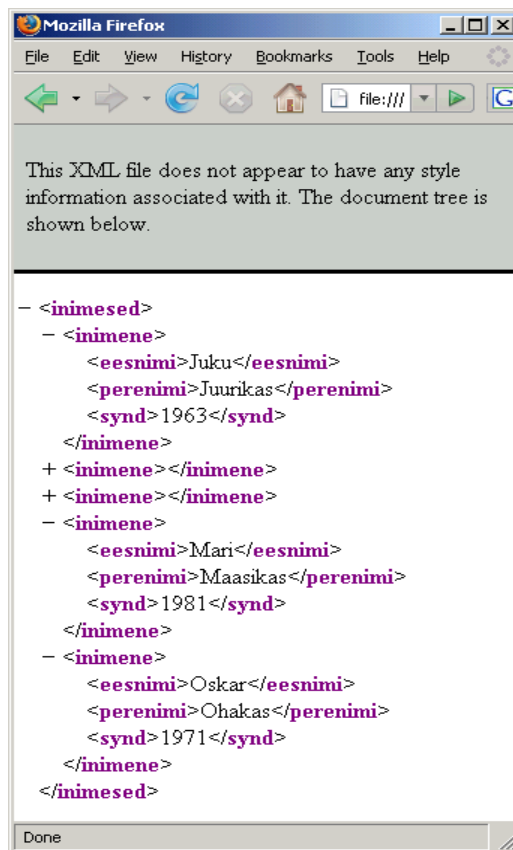 Mozilla Firefox
File Edit View History Bookmarks Tools Help
file:/// G
This XML file does not appear to have any style
information associated with it. The document tree is
shown below.
− <inimesed>
− <inimene>
<eesnimi>Juku</eesnimi>
<perenimi>Juurikas</perenimi>
<synd>1963</synd>
</inimene>
+ <inimene></inimene>
+ <inimene></inimene>
− <inimene>
<eesnimi>Mari</eesnimi>
<perenimi>Maasikas</perenimi>
<synd>1981</synd>
</inimene>
− <inimene>
<eesnimi>Oskar</eesnimi>
<perenimi>Ohakas</perenimi>
<synd>1971</synd>
</inimene>
</inimesed>
Done